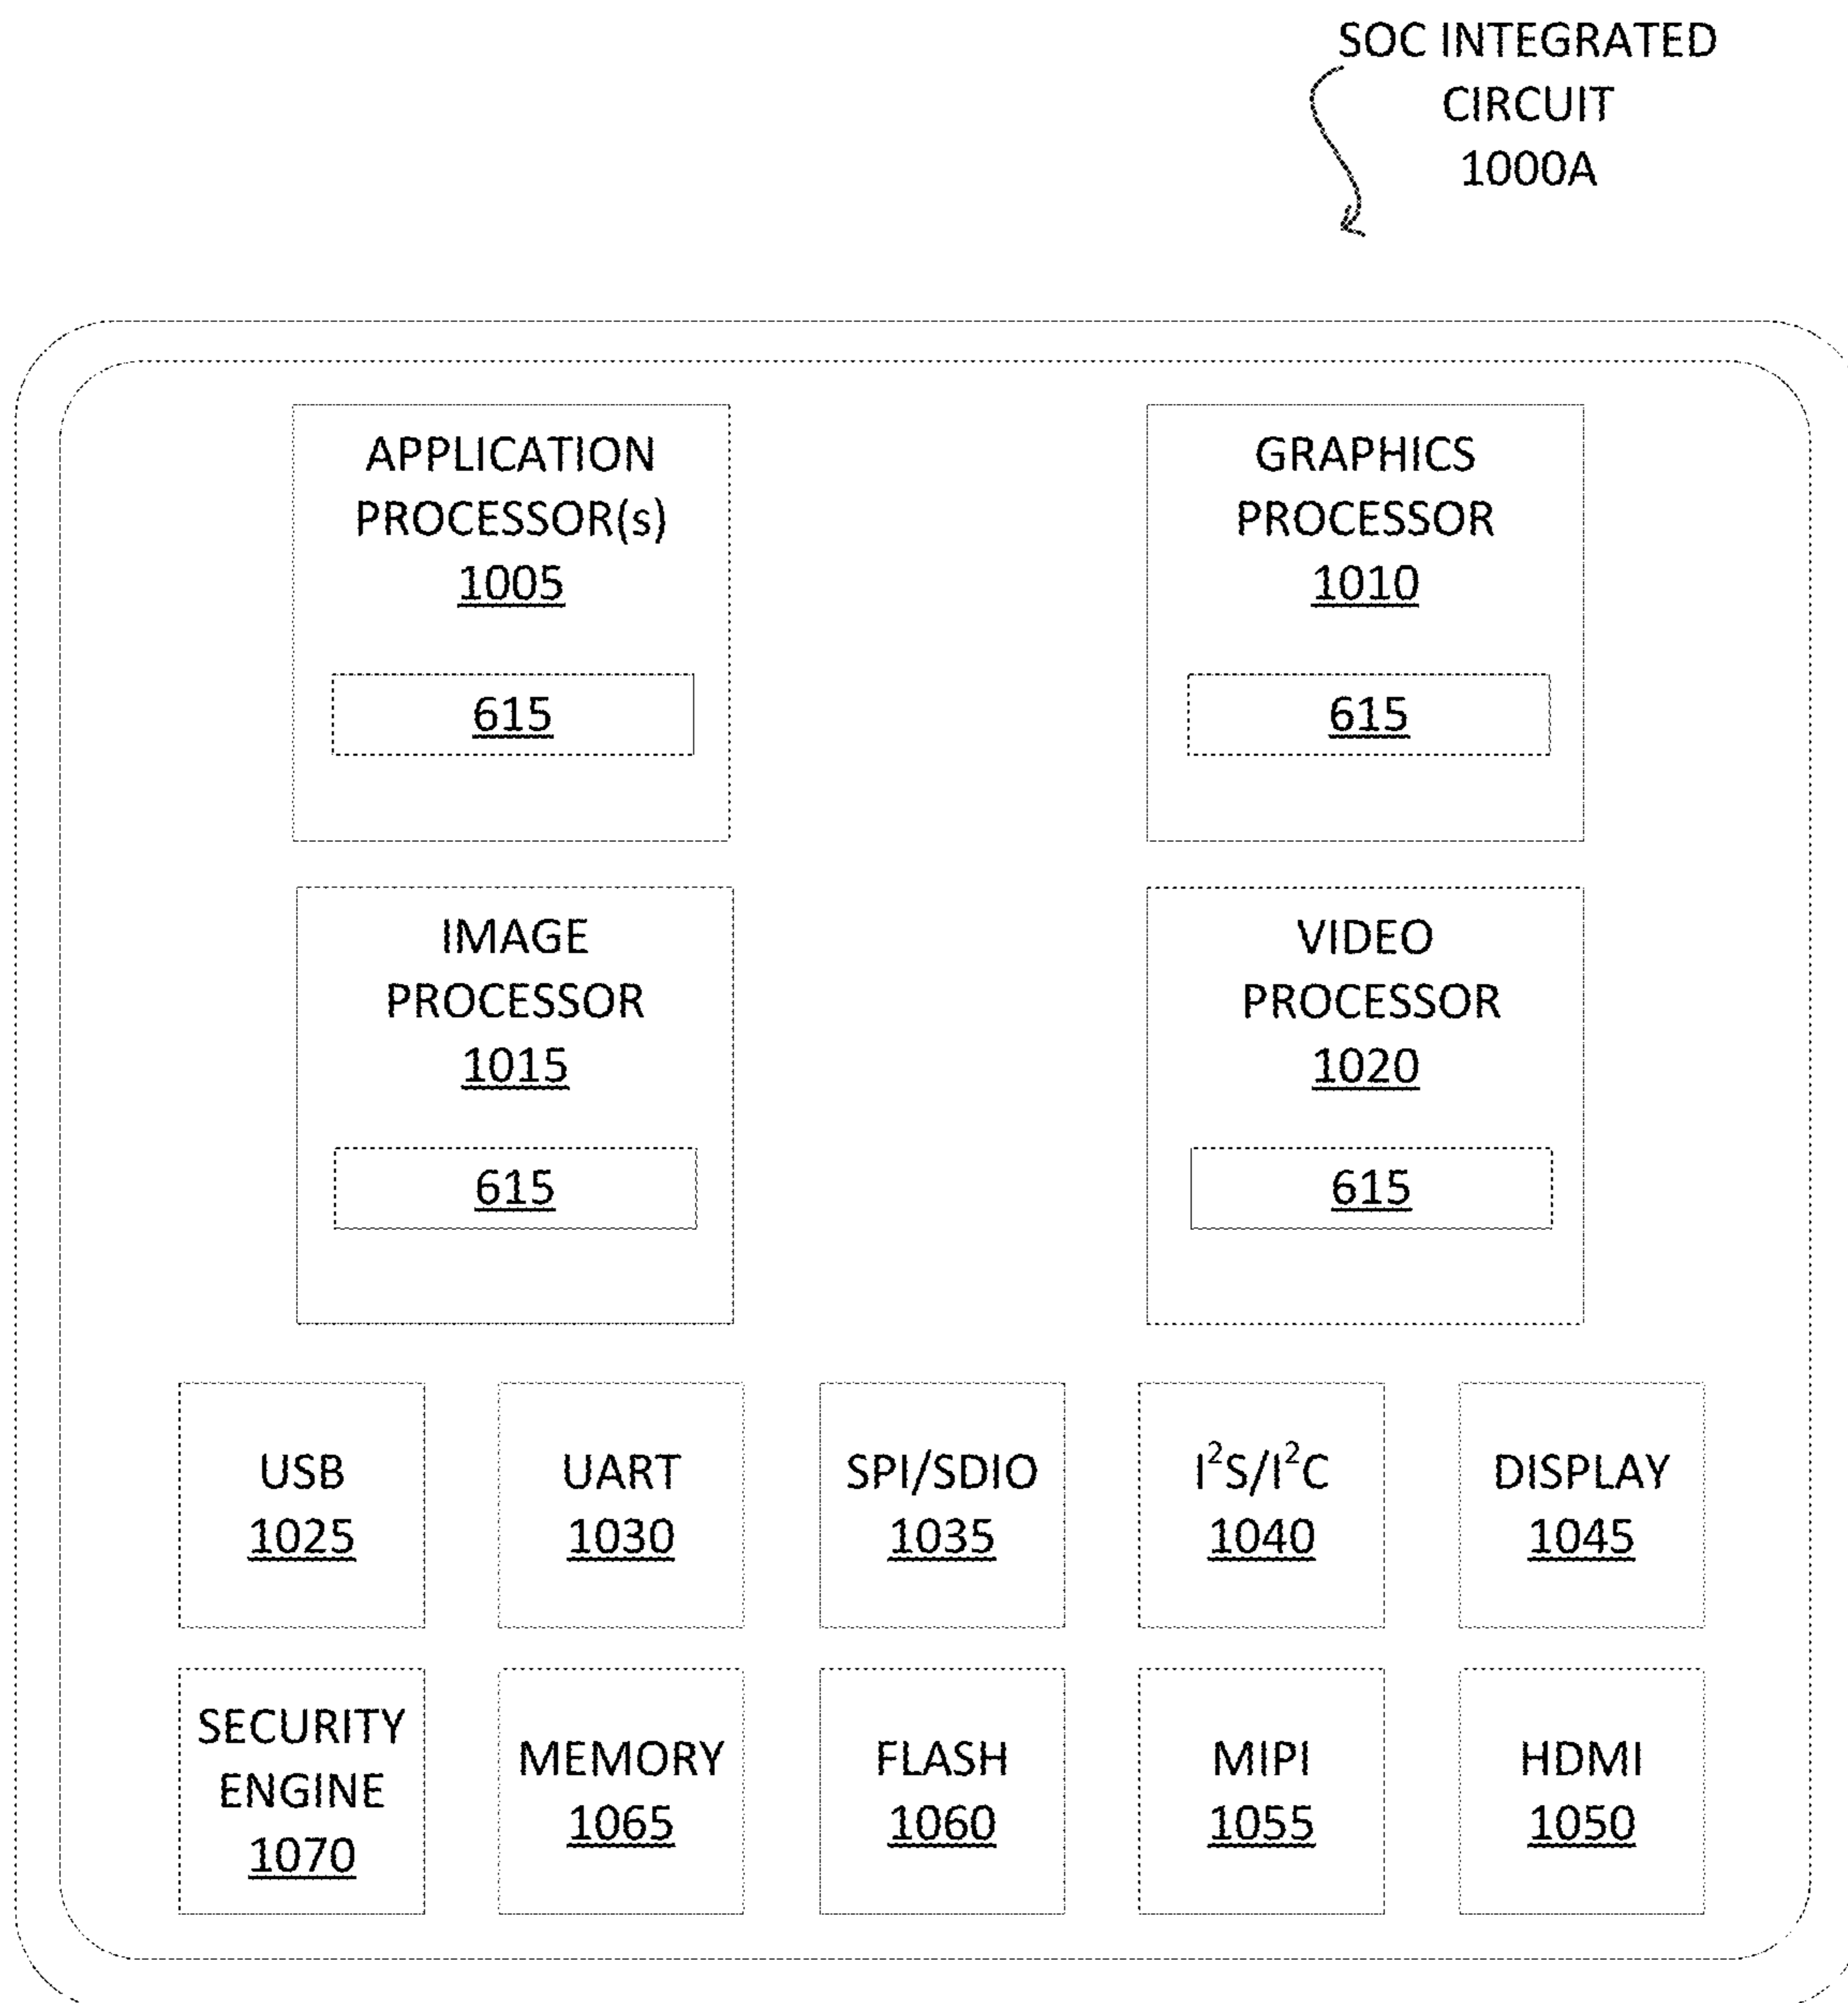 SOC INTEGRATED
CIRCUIT
1000A
APPLICATION
PROCESSOR(s)
1005
615
GRAPHICS
PROCESSOR
1010
615
IMAGE
PROCESSOR
1015
615
VIDEO
PROCESSOR
1020
615
USB
1025
UART
1030
SPI/SDIO
1035
I²S/I²C
1040
DISPLAY
1045
SECURITY
ENGINE
1070
MEMORY
1065
FLASH
1060
MIPI
1055
HDMI
1050